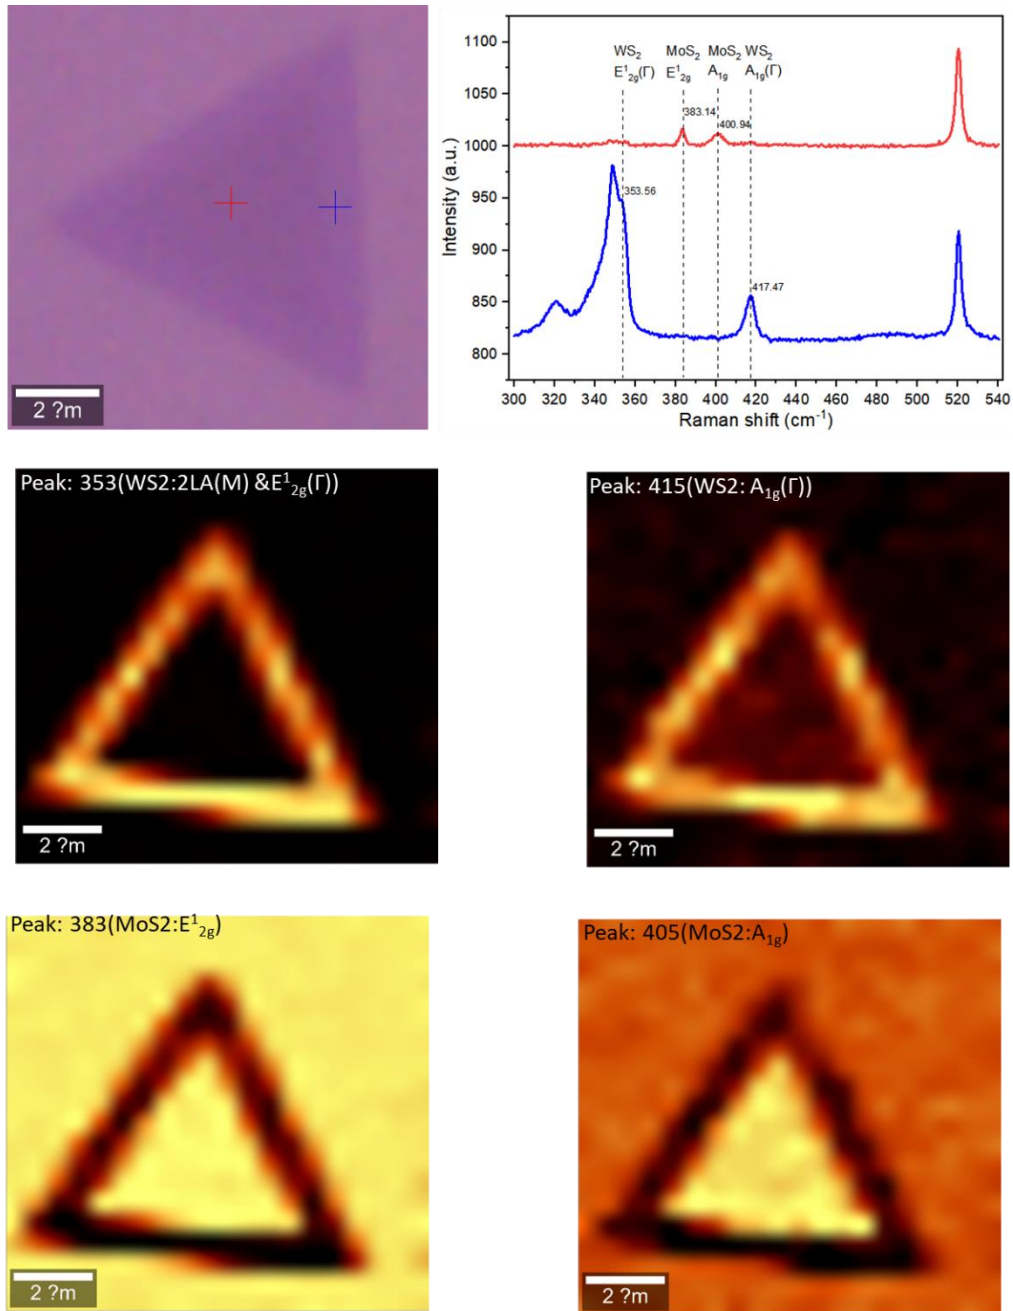 2 ?m
WS₂ MoS₂ MoS₂ WS₂
E¹₂g(Γ) E¹₂g A₁g A₁g(Γ)
383.14
400.94
353.56
417.47
1100
1050
1000
950
900
850
800
Intensity (a.u.)
300 320 340 360 380 400 420 440 460 480 500 520 540
Raman shift (cm⁻¹)
Peak: 353(WS2:2LA(M) &E¹₂g(Γ))
2 ?m
Peak: 415(WS2: A₁g(Γ))
2 ?m
Peak: 383(MoS2:E¹₂g)
2 ?m
Peak: 405(MoS2:A₁g)
2 ?m